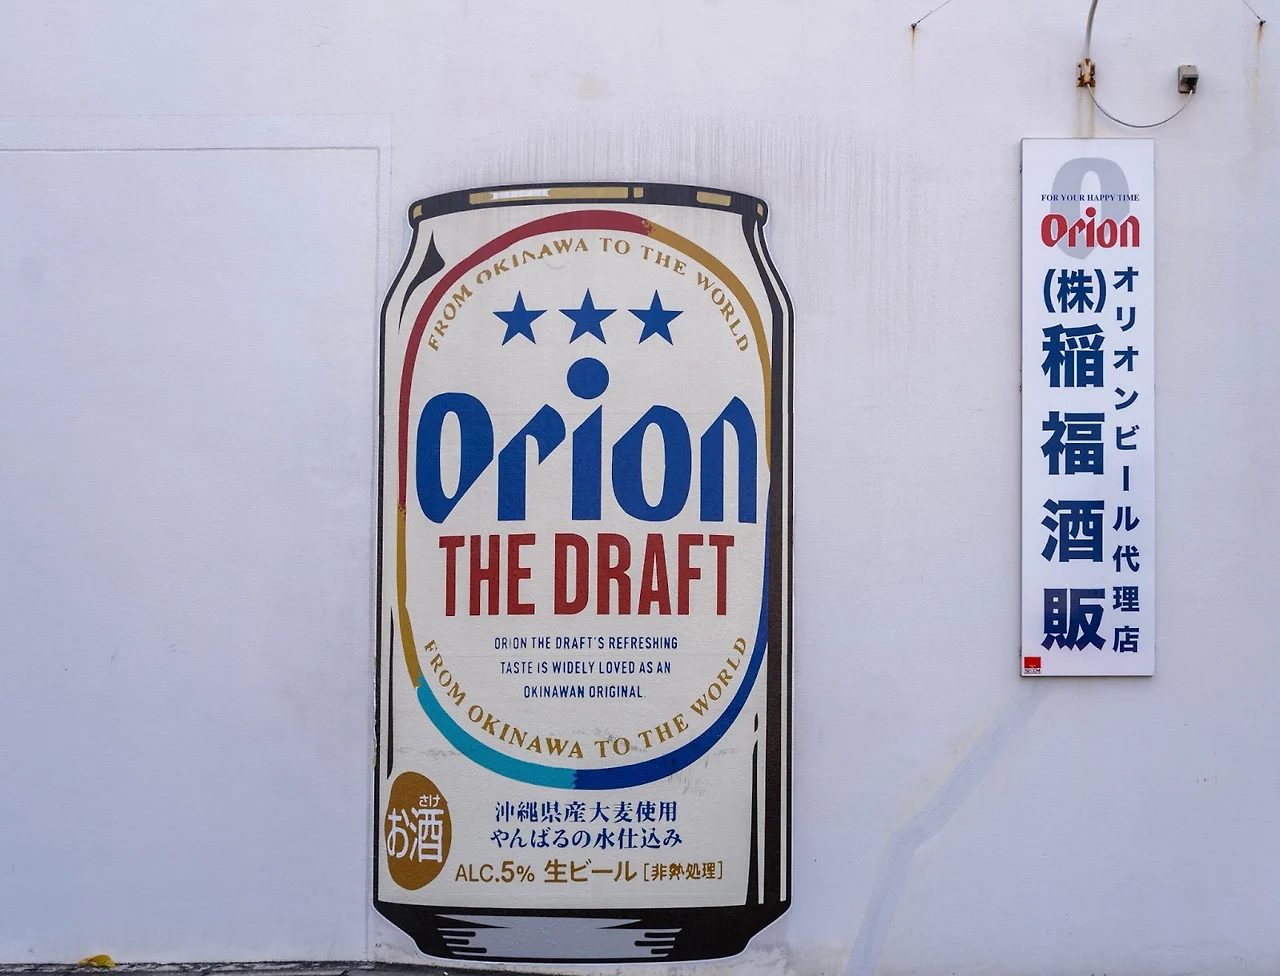 FROM OKINAWA TO THE WORLD
Orion
THE DRAFT
ORION THE DRAFT'S REFRESHING
TASTE IS WIDELY LOVED AS AN
OKINAWAN ORIGINAL.
FROM OKINAWA TO THE WORLD
さけ
お酒
沖縄県産大麦使用
やんばるの水仕込み
ALC.5% 生ビール［非熱処理］
FOR YOUR HAPPY TIME
Orion
オリオンビール代理店
(株)稲福酒販